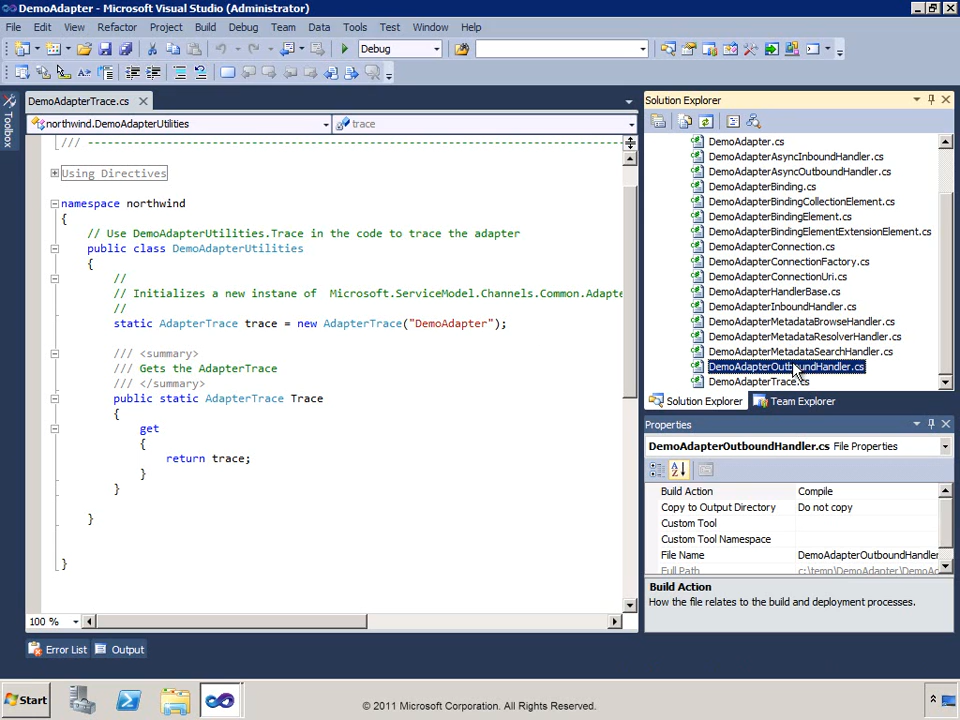 DemoAdapter - Microsoft Visual Studio (Administrator)
File Edit View Refactor Project Build Debug Team Data Tools Test Window Help
Debug
DemoAdapterTrace.cs
Toolbox
northwind.DemoAdapterUtilities
trace
/// -----------------------------------------------------------------------------------
Using Directives
namespace northwind
{
// Use DemoAdapterUtilities.Trace in the code to trace the adapter
public class DemoAdapterUtilities
{
//
// Initializes a new instane of  Microsoft.ServiceModel.Channels.Common.Adapte
//
static AdapterTrace trace = new AdapterTrace("DemoAdapter");
/// <summary>
/// Gets the AdapterTrace
/// </summary>
public static AdapterTrace Trace
{
get
{
return trace;
}
}
}
}
100 %
Error List
Output
Solution Explorer
DemoAdapter.cs
DemoAdapterAsyncInboundHandler.cs
DemoAdapterAsyncOutboundHandler.cs
DemoAdapterBinding.cs
DemoAdapterBindingCollectionElement.cs
DemoAdapterBindingElement.cs
DemoAdapterBindingElementExtensionElement.cs
DemoAdapterConnection.cs
DemoAdapterConnectionFactory.cs
DemoAdapterConnectionUri.cs
DemoAdapterHandlerBase.cs
DemoAdapterInboundHandler.cs
DemoAdapterMetadataBrowseHandler.cs
DemoAdapterMetadataResolverHandler.cs
DemoAdapterMetadataSearchHandler.cs
DemoAdapterOutboundHandler.cs
DemoAdapterTrace.cs
Solution Explorer
Team Explorer
Properties
DemoAdapterOutboundHandler.cs File Properties
Build Action Compile
Copy to Output Directory Do not copy
Custom Tool
Custom Tool Namespace
File Name DemoAdapterOutboundHandler
Full Path c:\temp\DemoAdapter\DemoAd
Build Action
How the file relates to the build and deployment processes.
Start
© 2011 Microsoft Corporation. All Rights Reserved.